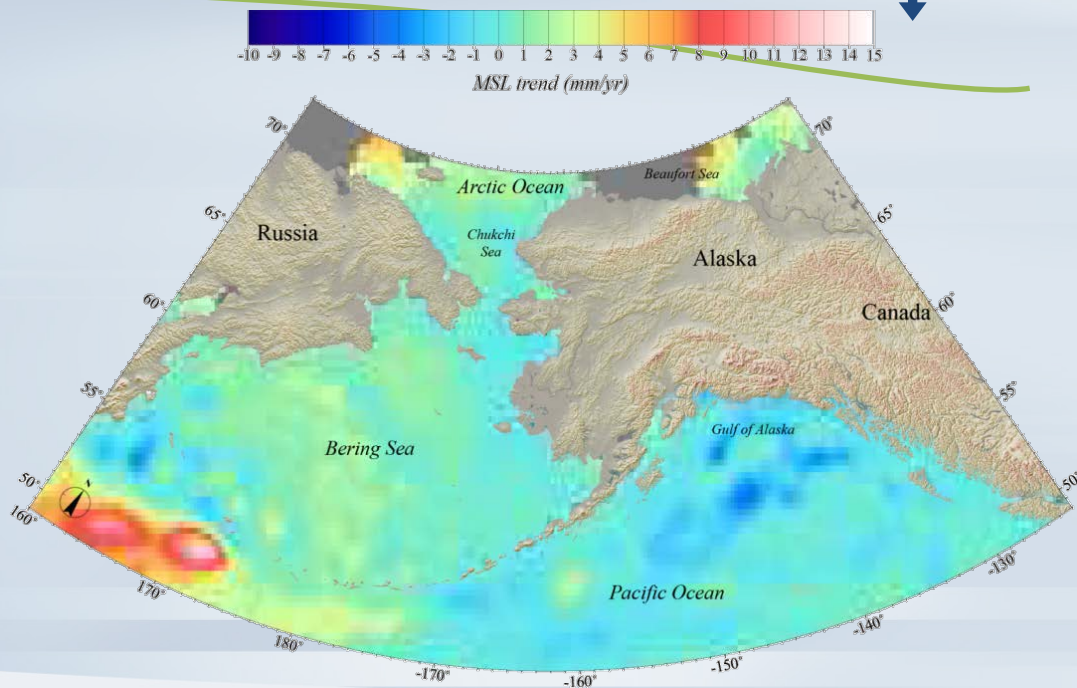 -10 -9 -8 -7 -6 -5 -4 -3 -2 -1 0 1 2 3 4 5 6 7 8 9 10 11 12 13 14 15
MSL trend (mm/yr)
70° 70°
Beaufort Sea
Arctic Ocean
65° 65°
Russia
Chukchi
Sea
Alaska
60° 60°
Canada
55° 55°
Gulf of Alaska
Bering Sea
50° 50°
N
160°
-130°
170°
Pacific Ocean
-140°
180°
-150°
-170°
-160°